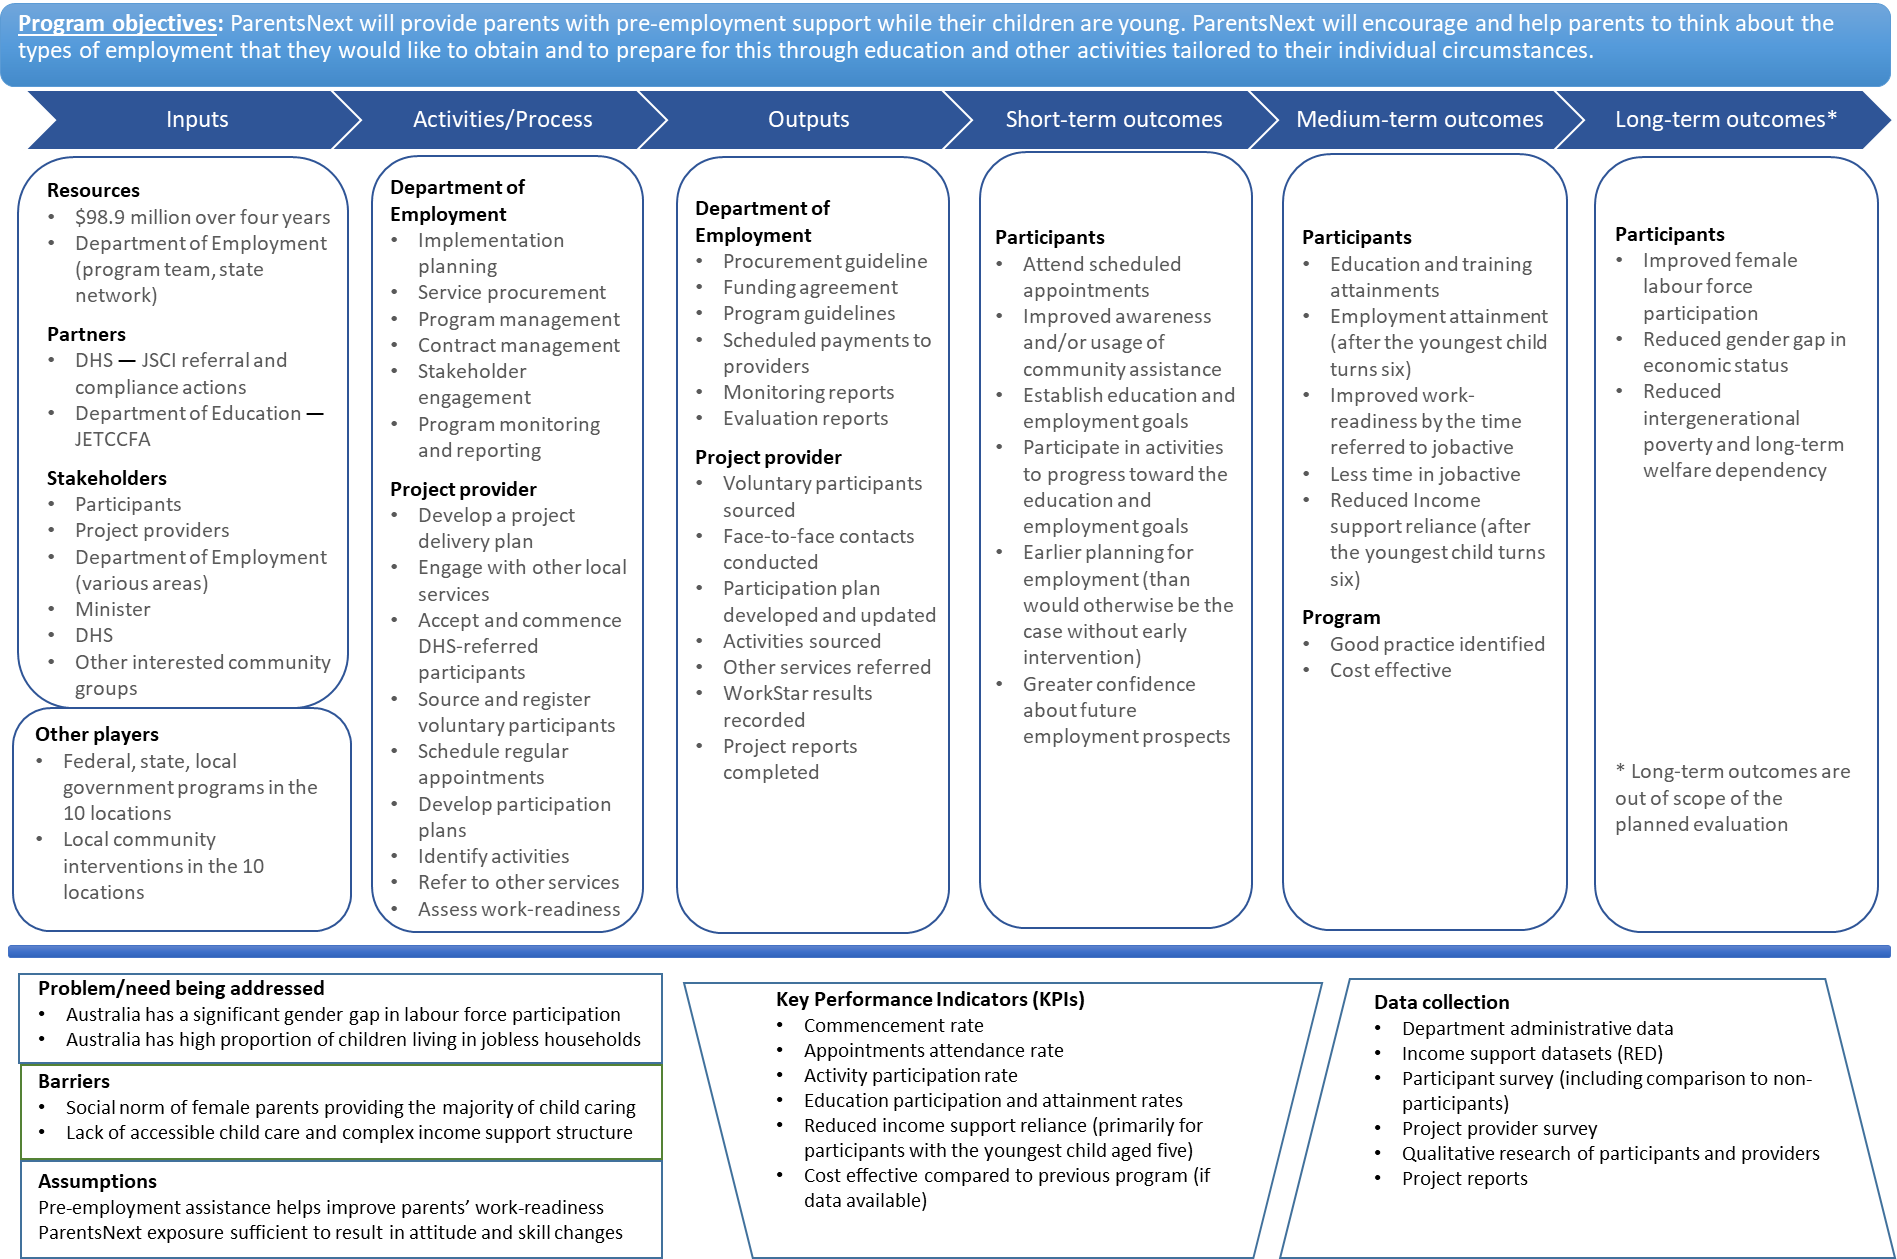 Program objectives: ParentsNext will provide parents with pre-employment support while their children are young. ParentsNext will encourage and help parents to think about the
types of employment that they would like to obtain and to prepare for this through education and other activities tailored to their individual circumstances.
Inputs
Activities/Process
Outputs
Short-term outcomes
Medium-term outcomes
Long-term outcomes*
Resources
• $98.9 million over four years
• Department of Employment
(program team, state
network)
Partners
• DHS — JSCI referral and
compliance actions
• Department of Education —
JETCCFA
Stakeholders
• Participants
• Project providers
• Department of Employment
(various areas)
• Minister
• DHS
• Other interested community
groups
Other players
• Federal, state, local
government programs in the
10 locations
• Local community
interventions in the 10
locations
Department of
Employment
• Implementation
planning
• Service procurement
• Program management
• Contract management
• Stakeholder
engagement
• Program monitoring
and reporting
Project provider
• Develop a project
delivery plan
• Engage with other local
services
• Accept and commence
DHS-referred
participants
• Source and register
voluntary participants
• Schedule regular
appointments
• Develop participation
plans
• Identify activities
• Refer to other services
• Assess work-readiness
Department of
Employment
• Procurement guideline
• Funding agreement
• Program guidelines
• Scheduled payments to
providers
• Monitoring reports
• Evaluation reports
Project provider
• Voluntary participants
sourced
• Face-to-face contacts
conducted
• Participation plan
developed and updated
• Activities sourced
• Other services referred
• WorkStar results
recorded
• Project reports
completed
Participants
• Attend scheduled
appointments
• Improved awareness
and/or usage of
community assistance
• Establish education and
employment goals
• Participate in activities
to progress toward the
education and
employment goals
• Earlier planning for
employment (than
would otherwise be the
case without early
intervention)
• Greater confidence
about future
employment prospects
Participants
• Education and training
attainments
• Employment attainment
(after the youngest child
turns six)
• Improved work-
readiness by the time
referred to jobactive
• Less time in jobactive
• Reduced Income
support reliance (after
the youngest child turns
six)
Program
• Good practice identified
• Cost effective
Participants
• Improved female
labour force
participation
• Reduced gender gap in
economic status
• Reduced
intergenerational
poverty and long-term
welfare dependency
* Long-term outcomes are
out of scope of the
planned evaluation
Problem/need being addressed
• Australia has a significant gender gap in labour force participation
• Australia has high proportion of children living in jobless households
Barriers
• Social norm of female parents providing the majority of child caring
• Lack of accessible child care and complex income support structure
Assumptions
Pre-employment assistance helps improve parents’ work-readiness
ParentsNext exposure sufficient to result in attitude and skill changes
Key Performance Indicators (KPIs)
• Commencement rate
• Appointments attendance rate
• Activity participation rate
• Education participation and attainment rates
• Reduced income support reliance (primarily for
participants with the youngest child aged five)
• Cost effective compared to previous program (if
data available)
Data collection
• Department administrative data
• Income support datasets (RED)
• Participant survey (including comparison to non-
participants)
• Project provider survey
• Qualitative research of participants and providers
• Project reports